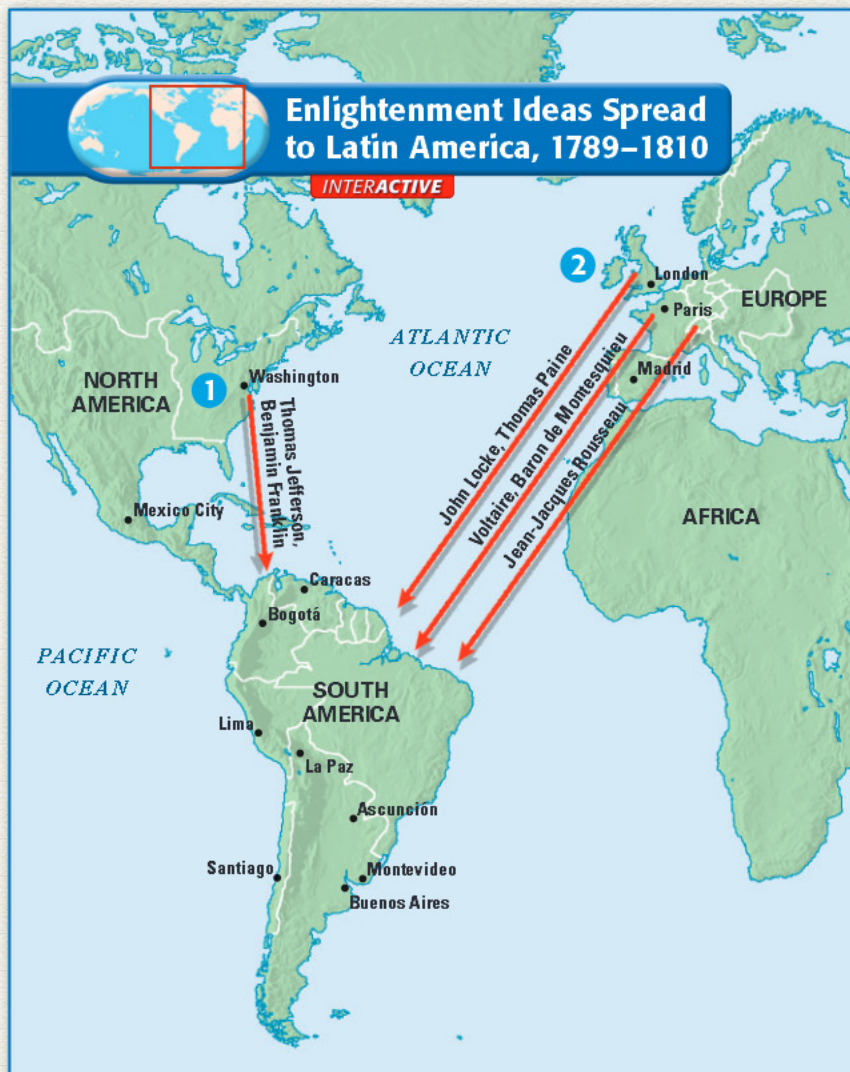 Enlightenment Ideas Spread
to Latin America, 1789–1810
INTERACTIVE
2
London
Paris
EUROPE
ATLANTIC
OCEAN
Madrid
NORTH
AMERICA
1
Washington
Thomas Jefferson,
Benjamin Franklin
John Locke, Thomas Paine
Voltaire, Baron de Montesquieu
Jean-Jacques Rousseau
Mexico City
AFRICA
Caracas
Bogotá
PACIFIC
OCEAN
SOUTH
AMERICA
Lima
La Paz
Ascunción
Santiago
Montevideo
Buenos Aires